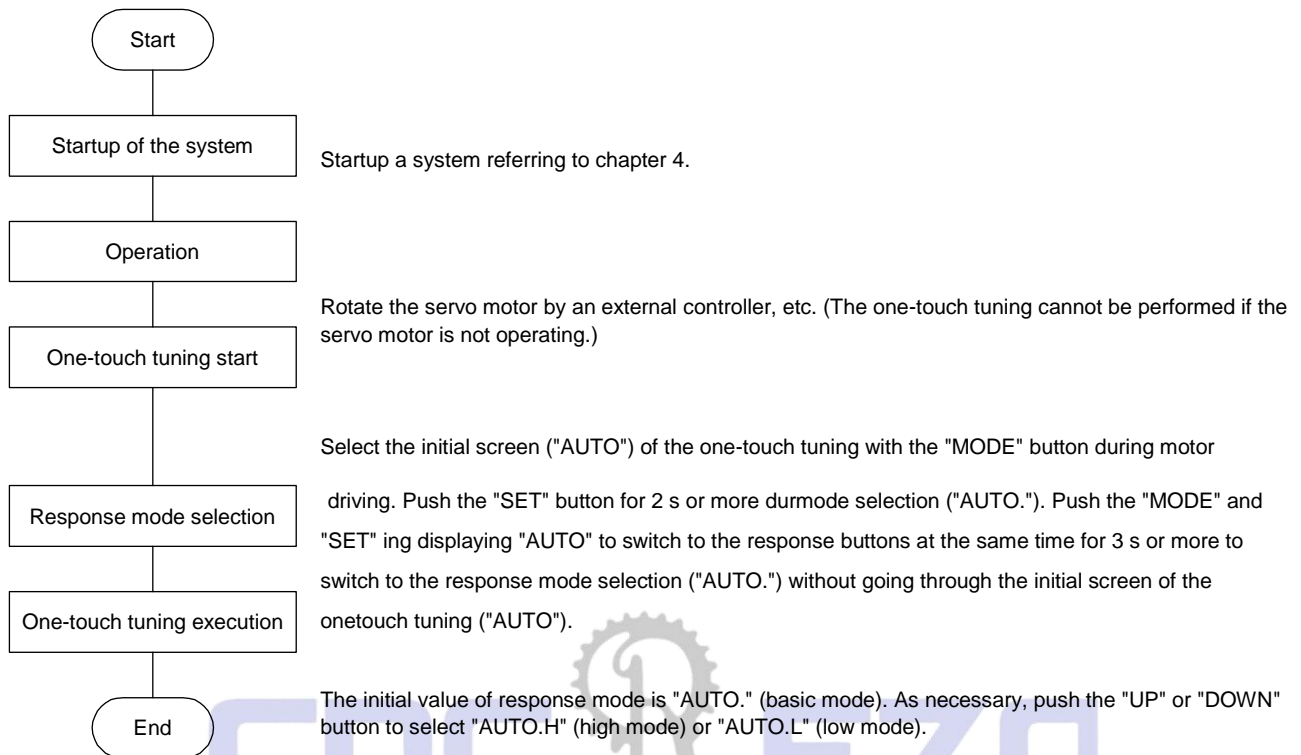 Start
Startup of the system
Startup a system referring to chapter 4.
Operation
Rotate the servo motor by an external controller, etc. (The one-touch tuning cannot be performed if the
servo motor is not operating.)
One-touch tuning start
Select the initial screen ("AUTO") of the one-touch tuning with the "MODE" button during motor
driving. Push the "SET" button for 2 s or more durmode selection ("AUTO."). Push the "MODE" and
Response mode selection
"SET" ing displaying "AUTO" to switch to the response buttons at the same time for 3 s or more to
switch to the response mode selection ("AUTO.") without going through the initial screen of the
One-touch tuning execution
onetouch tuning ("AUTO").
The initial value of response mode is "AUTO." (basic mode). As necessary, push the "UP" or "DOWN"
button to select "AUTO.H" (high mode) or "AUTO.L" (low mode).
End